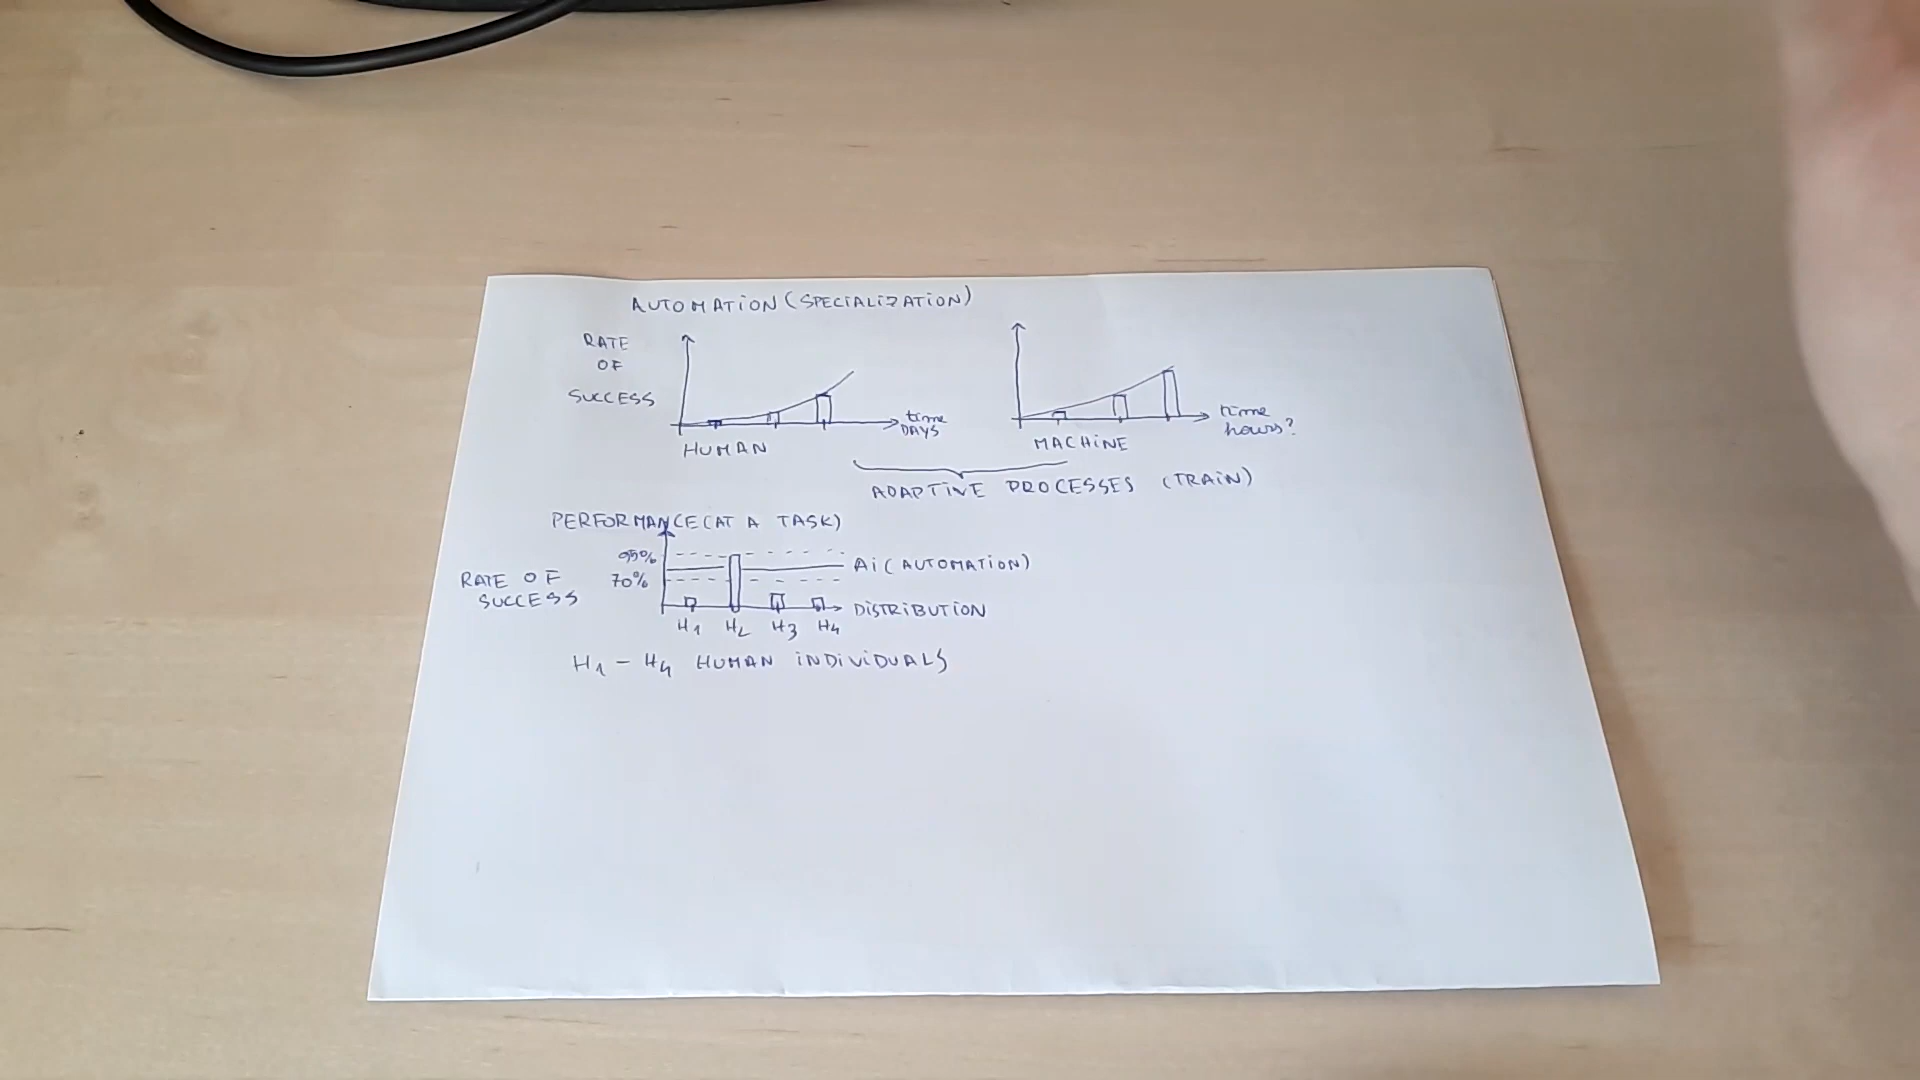 AUTOMATION (SPECIALIZATION)
RATE
OF
SUCCESS
time
DAYS
HUMAN
time
hours?
MACHINE
ADAPTIVE PROCESSES (TRAIN)
PERFORMANCE (AT A TASK)
99%
70%
RATE OF
SUCCESS
Ai (AUTOMATION)
DISTRIBUTION
H1 H2 H3 H4
H1 - H4 HUMAN INDIVIDUALS